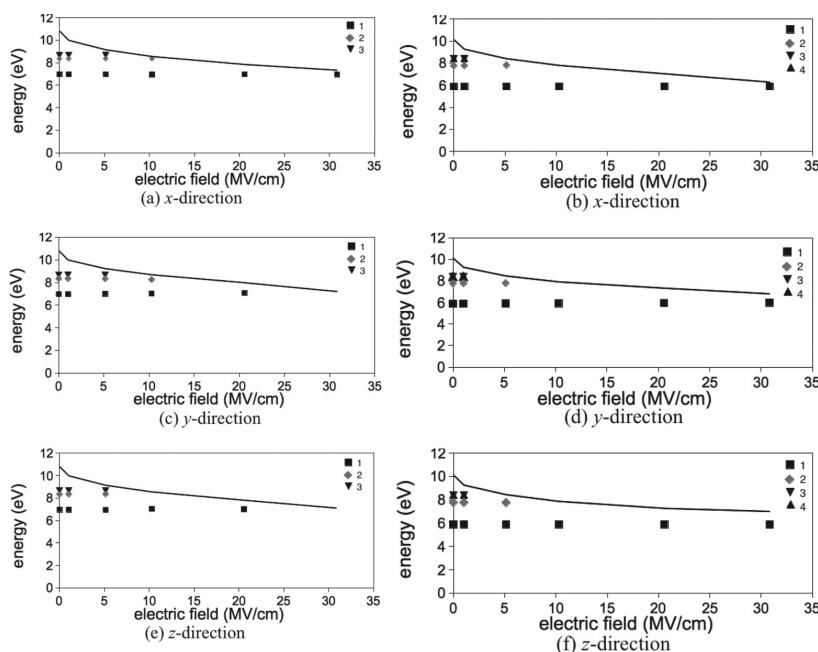 12
10
8
6
4
2
0
energy (eV)
1
2
3
0 5 10 15 20 25 30 35
electric field (MV/cm)
(a) x-direction
12
10
8
6
4
2
0
energy (eV)
1
2
3
4
0 5 10 15 20 25 30 35
electric field (MV/cm)
(b) x-direction
12
10
8
6
4
2
0
energy (eV)
1
2
3
0 5 10 15 20 25 30 35
electric field (MV/cm)
(c) y-direction
12
10
8
6
4
2
0
energy (eV)
1
2
3
4
0 5 10 15 20 25 30 35
electric field (MV/cm)
(d) y-direction
12
10
8
6
4
2
0
energy (eV)
1
2
3
0 5 10 15 20 25 30 35
electric field (MV/cm)
(e) z-direction
12
10
8
6
4
2
0
energy (eV)
1
2
3
4
0 5 10 15 20 25 30 35
electric field (MV/cm)
(f) z-direction